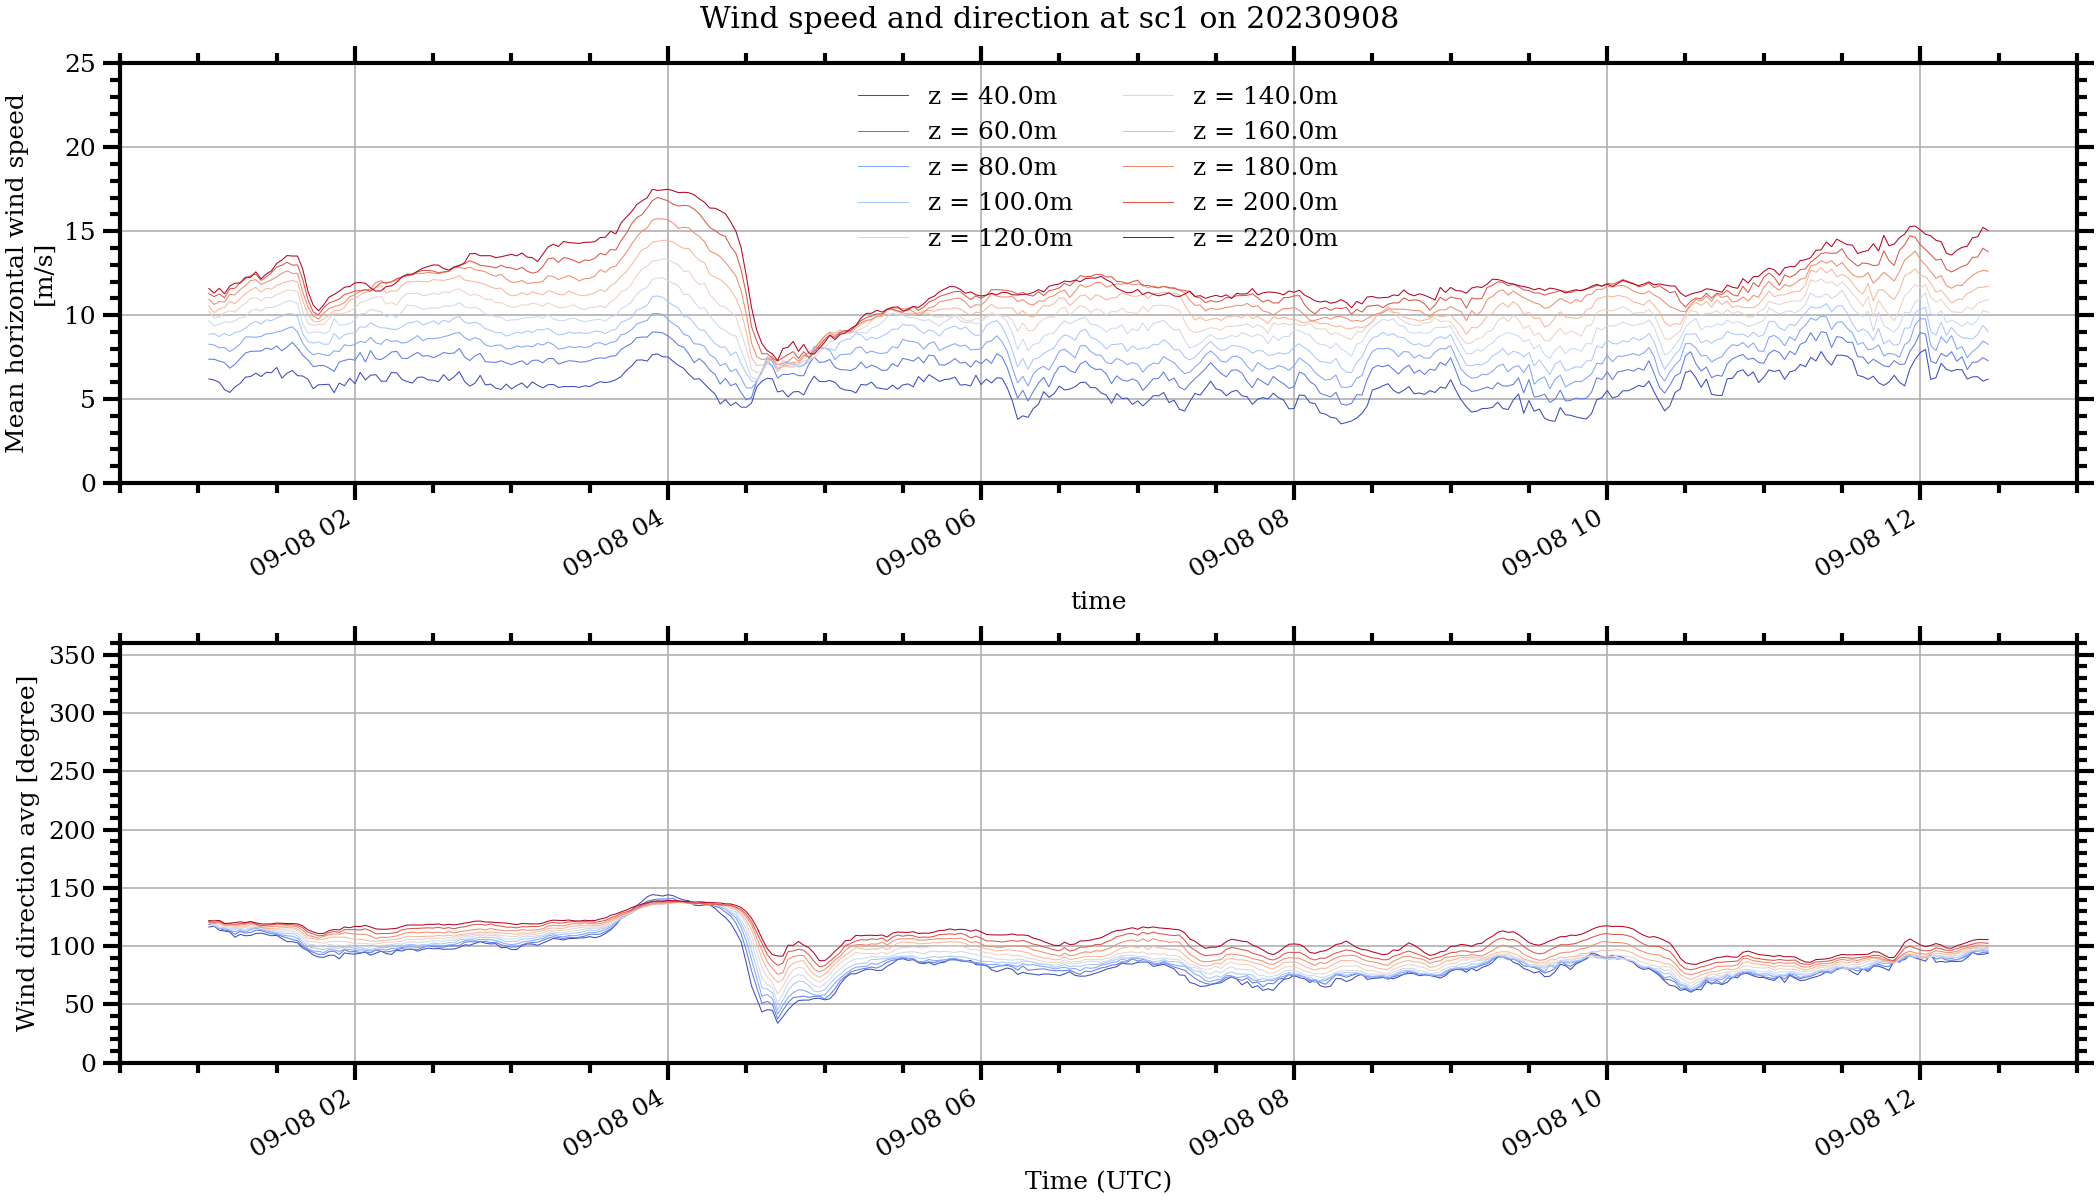 Wind speed and direction at sc1 on 20230908
Mean horizontal wind speed
[m/s]
25
20
15
10
5
0
z = 40.0m
z = 60.0m
z = 80.0m
z = 100.0m
z = 120.0m
z = 140.0m
z = 160.0m
z = 180.0m
z = 200.0m
z = 220.0m
09-08 02
09-08 04
09-08 06
09-08 08
09-08 10
09-08 12
time
Wind direction avg [degree]
350
300
250
200
150
100
50
0
09-08 02
09-08 04
09-08 06
09-08 08
09-08 10
09-08 12
Time (UTC)